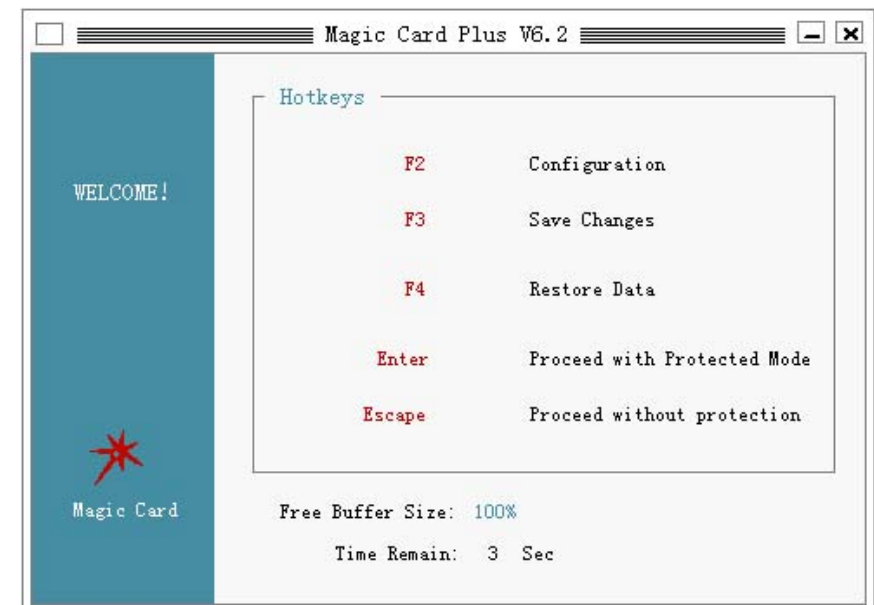 Magic Card Plus V6.2
Hotkeys
F2 Configuration
WELCOME!
F3 Save Changes
F4 Restore Data
Enter Proceed with Protected Mode
Escape Proceed without protection
Magic Card
Free Buffer Size: 100%
Time Remain: 3 Sec